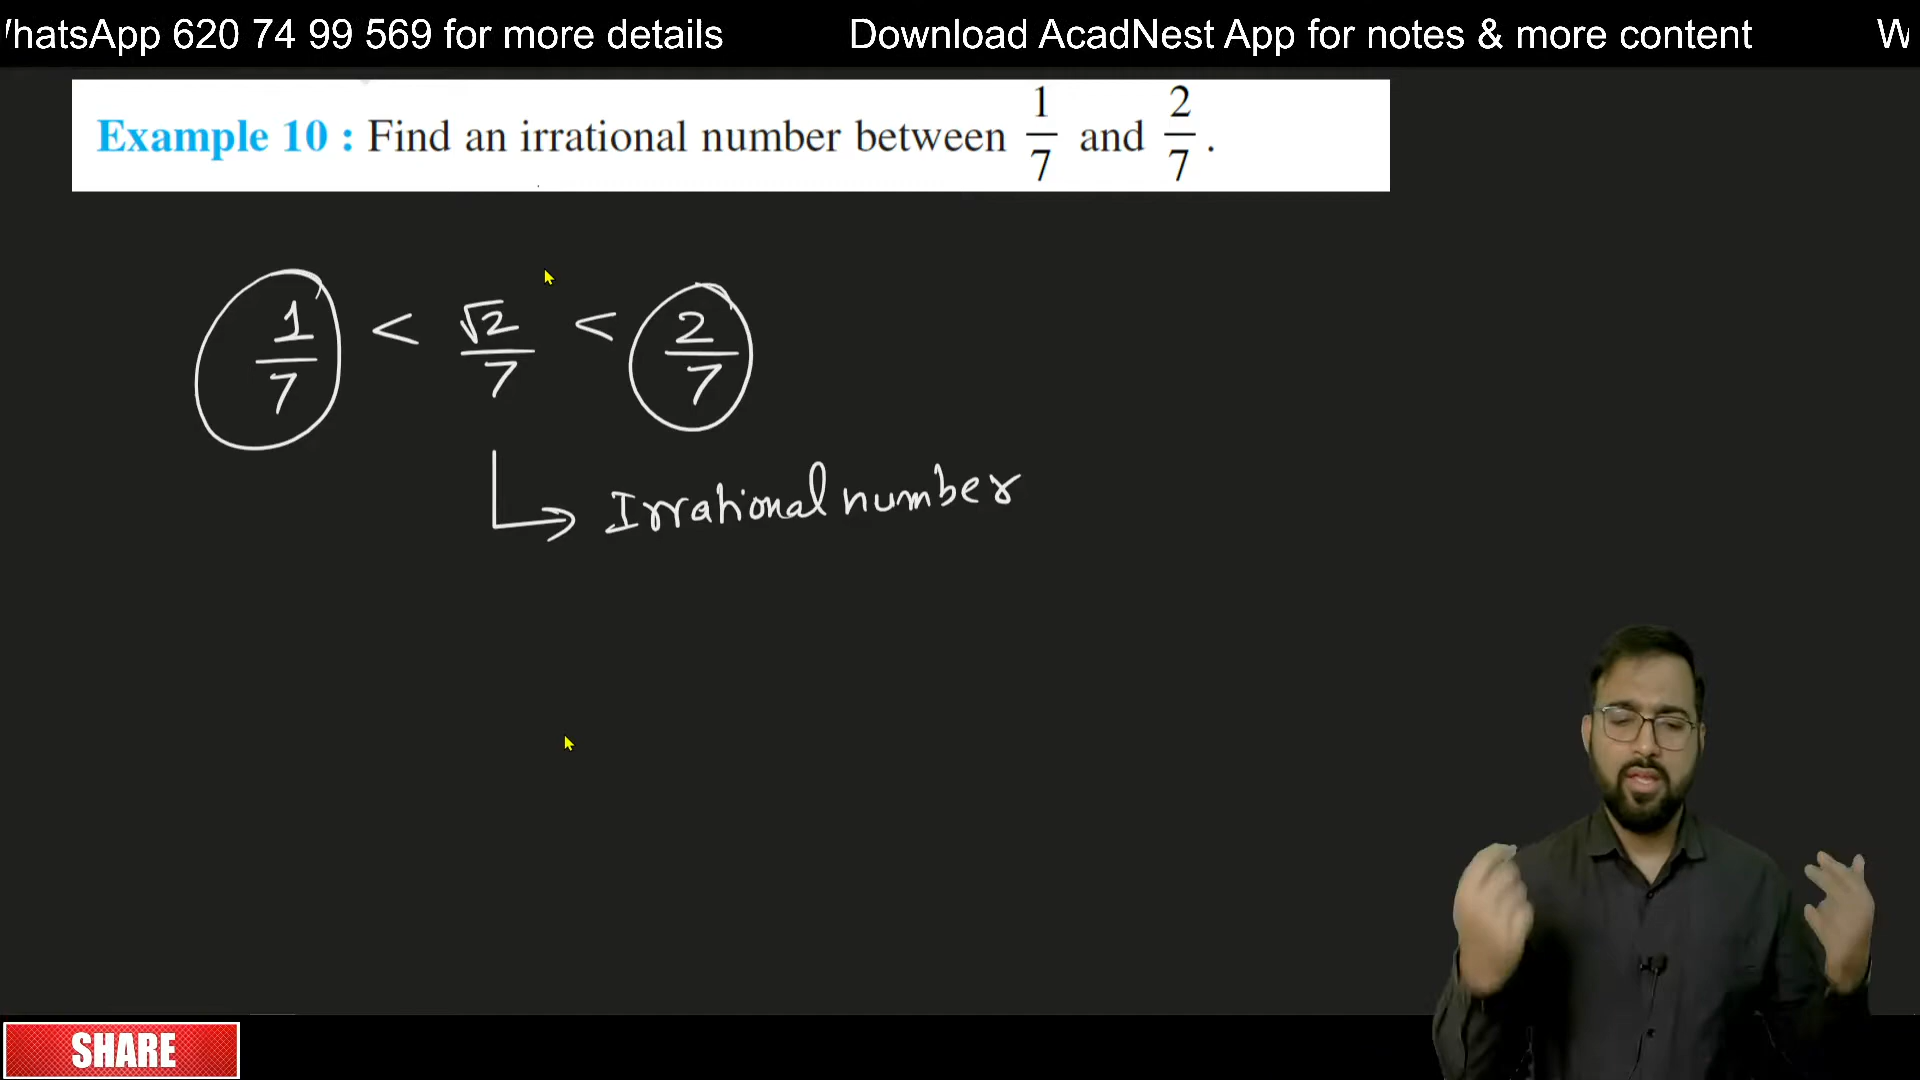 hatsApp 620 74 99 569 for more details Download AcadNest App for notes & more content W
Example 10 : Find an irrational number between 1/7 and 2/7.
1/7 < √2/7 < 2/7
Irrational number
SHARE